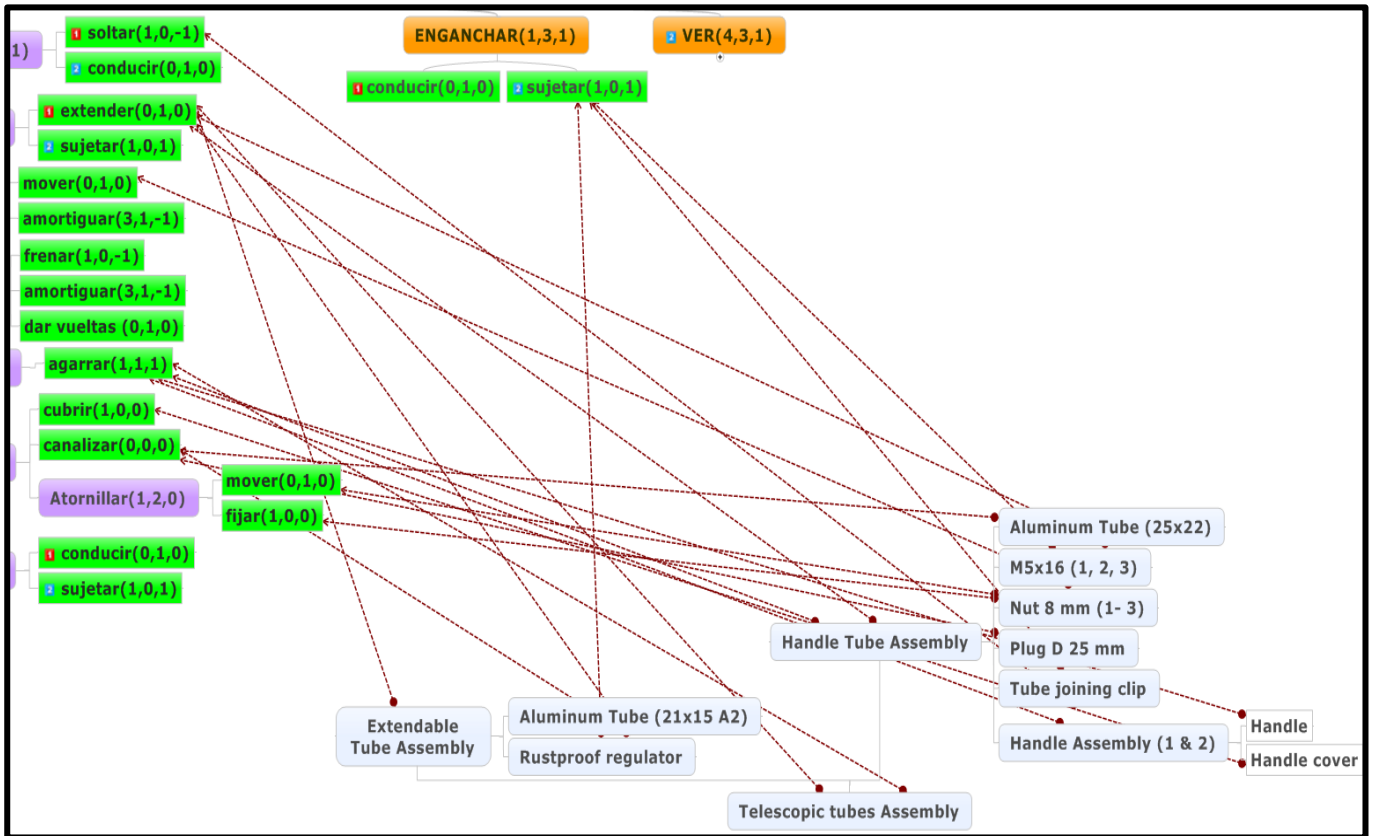 1)
1 soltar(1,0,-1)
2 conducir(0,1,0)
ENGANCHAR(1,3,1)
2 VER(4,3,1)
1 conducir(0,1,0)
2 sujetar(1,0,1)
1 extender(0,1,0)
2 sujetar(1,0,1)
mover(0,1,0)
amortiguar(3,1,-1)
frenar(1,0,-1)
amortiguar(3,1,-1)
dar vueltas (0,1,0)
agarrar(1,1,1)
cubrir(1,0,0)
canalizar(0,0,0)
Atornillar(1,2,0)
mover(0,1,0)
fijar(1,0,0)
1 conducir(0,1,0)
2 sujetar(1,0,1)
Aluminum Tube (25x22)
M5x16 (1, 2, 3)
Nut 8 mm (1- 3)
Plug D 25 mm
Tube joining clip
Handle Assembly (1 & 2)
Handle
Handle cover
Handle Tube Assembly
Extendable
Tube Assembly
Aluminum Tube (21x15 A2)
Rustproof regulator
Telescopic tubes Assembly